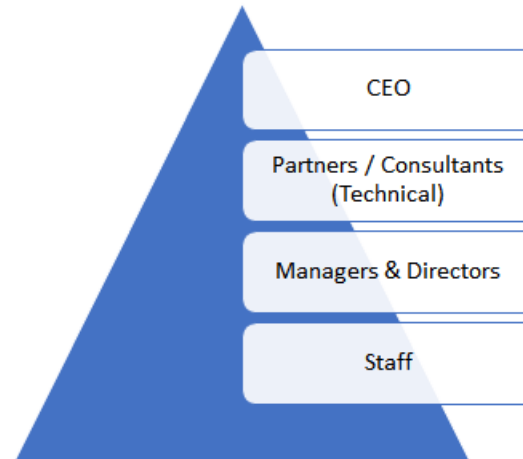 CEO
Partners / Consultants
(Technical)
Managers & Directors
Staff